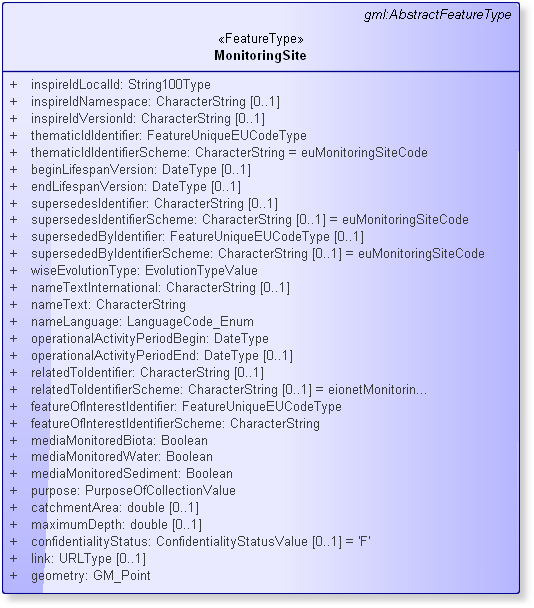 gml:AbstractFeatureType
«FeatureType»
MonitoringSite
+ inspireIdLocalId: String100Type
+ inspireIdNamespace: CharacterString [0..1]
+ inspireIdVersionId: CharacterString [0..1]
+ thematicIdIdentifier: FeatureUniqueEUCodeType
+ thematicIdIdentifierScheme: CharacterString = euMonitoringSiteCode
+ beginLifespanVersion: DateType [0..1]
+ endLifespanVersion: DateType [0..1]
+ supersedesIdentifier: CharacterString [0..1]
+ supersedesIdentifierScheme: CharacterString [0..1] = euMonitoringSiteCode
+ supersededByIdentifier: FeatureUniqueEUCodeType [0..1]
+ supersededByIdentifierScheme: CharacterString [0..1] = euMonitoringSiteCode
+ wiseEvolutionType: EvolutionTypeValue
+ nameTextInternational: CharacterString [0..1]
+ nameText: CharacterString
+ nameLanguage: LanguageCode_Enum
+ operationalActivityPeriodBegin: DateType
+ operationalActivityPeriodEnd: DateType [0..1]
+ relatedToIdentifier: CharacterString [0..1]
+ relatedToIdentifierScheme: CharacterString [0..1] = eionetMonitorin...
+ featureOfInterestIdentifier: FeatureUniqueEUCodeType
+ featureOfInterestIdentifierScheme: CharacterString
+ mediaMonitoredBiota: Boolean
+ mediaMonitoredWater: Boolean
+ mediaMonitoredSediment: Boolean
+ purpose: PurposeOfCollectionValue
+ catchmentArea: double [0..1]
+ maximumDepth: double [0..1]
+ confidentialityStatus: ConfidentialityStatusValue [0..1] = 'F'
+ link: URLType [0..1]
+ geometry: GM_Point